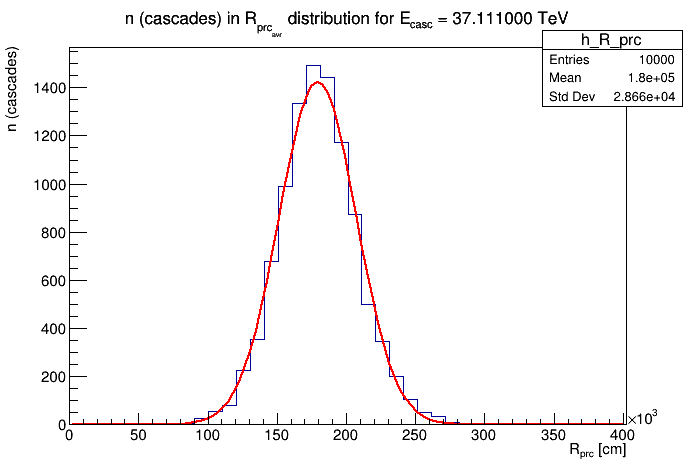 n (cascades) in R_prc_avr distribution for E_casc = 37.111000 TeV
h_R_prc
Entries 10000
Mean 1.8e+05
Std Dev 2.866e+04
n (cascades)
1400
1200
1000
800
600
400
200
0
0 50 100 150 200 250 300 350 400
×10³
R_prc [cm]